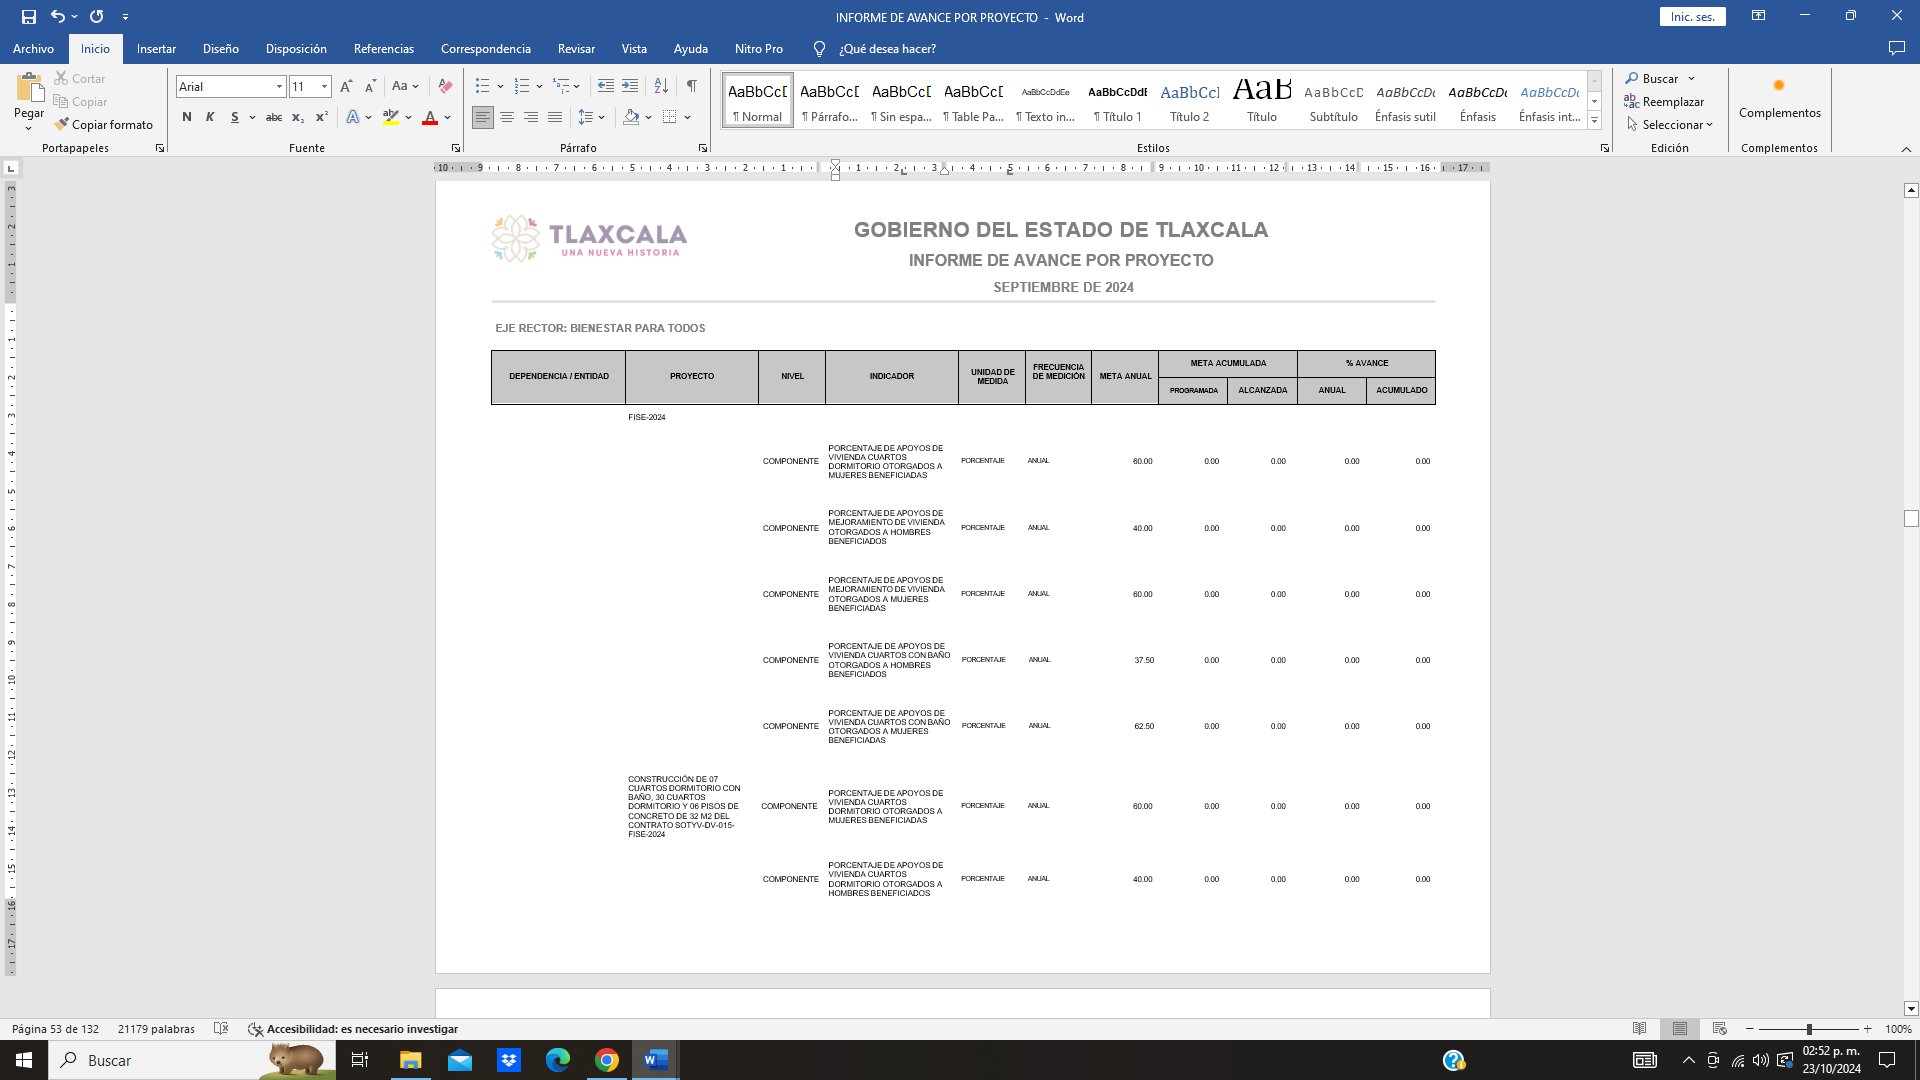 INFORME DE AVANCE POR PROYECTO - Word
Inic. ses.
Archivo Inicio Insertar Diseño Disposición Referencias Correspondencia Revisar Vista Ayuda Nitro Pro ¿Qué desea hacer?
Pegar
Cortar
Copiar
Copiar formato
Portapapeles
Arial 11
N K S abc x₂ x²
Fuente
Párrafo
AaBbCcD AaBbCcD AaBbCcD AaBbCcD AaBbCcDdEe AaBbCcDdE AaBbCcI AaB AaBbCcD AaBbCcDc AaBbCcDc AaBbCcDc
¶ Normal ¶ Párrafo... ¶ Sin espa... ¶ Table Pa... ¶ Texto in... ¶ Título 1 Título 2 Título Subtítulo Énfasis sutil Énfasis Énfasis int...
Estilos
Buscar
Reemplazar
Seleccionar
Edición
Complementos
Complementos
TLAXCALA
UNA NUEVA HISTORIA
GOBIERNO DEL ESTADO DE TLAXCALA
INFORME DE AVANCE POR PROYECTO
SEPTIEMBRE DE 2024
EJE RECTOR: BIENESTAR PARA TODOS
DEPENDENCIA / ENTIDAD PROYECTO NIVEL INDICADOR UNIDAD DE MEDIDA FRECUENCIA DE MEDICIÓN META ANUAL META ACUMULADA % AVANCE
PROGRAMADA ALCANZADA ANUAL ACUMULADO
FISE-2024
COMPONENTE PORCENTAJE DE APOYOS DE VIVIENDA CUARTOS DORMITORIO OTORGADOS A MUJERES BENEFICIADAS PORCENTAJE ANUAL 60.00 0.00 0.00 0.00 0.00
COMPONENTE PORCENTAJE DE APOYOS DE MEJORAMIENTO DE VIVIENDA OTORGADOS A HOMBRES BENEFICIADOS PORCENTAJE ANUAL 40.00 0.00 0.00 0.00 0.00
COMPONENTE PORCENTAJE DE APOYOS DE MEJORAMIENTO DE VIVIENDA OTORGADOS A MUJERES BENEFICIADAS PORCENTAJE ANUAL 60.00 0.00 0.00 0.00 0.00
COMPONENTE PORCENTAJE DE APOYOS DE VIVIENDA CUARTOS CON BAÑO OTORGADOS A HOMBRES BENEFICIADOS PORCENTAJE ANUAL 37.50 0.00 0.00 0.00 0.00
COMPONENTE PORCENTAJE DE APOYOS DE VIVIENDA CUARTOS CON BAÑO OTORGADOS A MUJERES BENEFICIADAS PORCENTAJE ANUAL 62.50 0.00 0.00 0.00 0.00
CONSTRUCCIÓN DE 07 CUARTOS DORMITORIO CON BAÑO, 30 CUARTOS DORMITORIO Y 06 PISOS DE CONCRETO DE 32 M2 DEL CONTRATO SOTYV-DV-015-FISE-2024 COMPONENTE PORCENTAJE DE APOYOS DE VIVIENDA CUARTOS DORMITORIO OTORGADOS A MUJERES BENEFICIADAS PORCENTAJE ANUAL 60.00 0.00 0.00 0.00 0.00
COMPONENTE PORCENTAJE DE APOYOS DE VIVIENDA CUARTOS DORMITORIO OTORGADOS A HOMBRES BENEFICIADOS PORCENTAJE ANUAL 40.00 0.00 0.00 0.00 0.00
Página 53 de 132 21179 palabras Accesibilidad: es necesario investigar 100%
Buscar
02:52 p. m.
23/10/2024